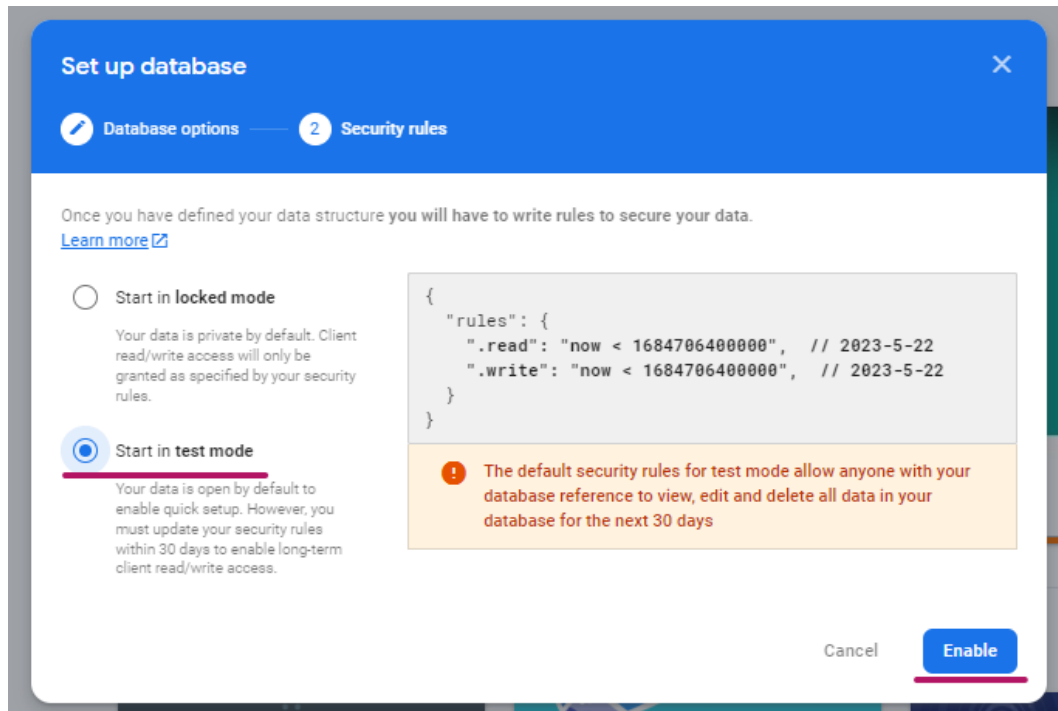 Set up database
Database options
2 Security rules
Once you have defined your data structure you will have to write rules to secure your data.
Learn more
Start in locked mode
Your data is private by default. Client
read/write access will only be
granted as specified by your security
rules.
Start in test mode
Your data is open by default to
enable quick setup. However, you
must update your security rules
within 30 days to enable long-term
client read/write access.
{
"rules": {
".read": "now < 1684706400000", // 2023-5-22
".write": "now < 1684706400000", // 2023-5-22
}
}
The default security rules for test mode allow anyone with your
database reference to view, edit and delete all data in your
database for the next 30 days
Cancel
Enable